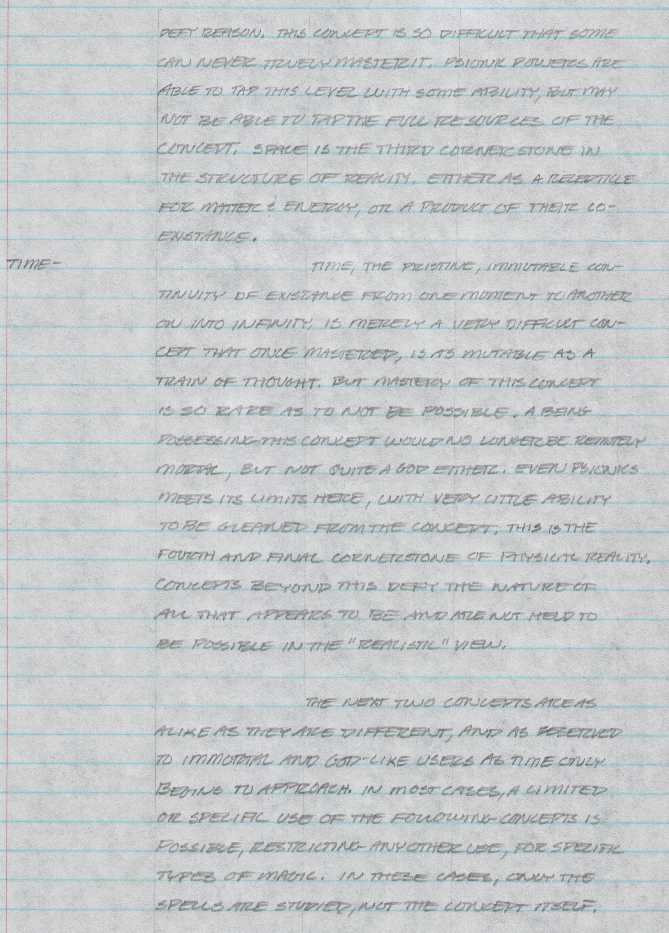 DEFY REASON. THIS CONCEPT IS SO DIFFICULT THAT SOME
CAN NEVER TRUELY MASTER IT. PSIONIC POWERS ARE
ABLE TO TAP THIS LEVEL WITH SOME ABILITY, BUT MAY
NOT BE ABLE TO TAP THE FULL RESOURCES OF THE
CONCEPT. SPACE IS THE THIRD CORNERSTONE IN
THE STRUCTURE OF REALITY. EITHER AS A RECEPTICLE
FOR MATTER & ENERGY, OR A PRODUCT OF THEIR CO-
EXISTANCE.
TIME- TIME, THE PRISTINE, IMMUTABLE CON-
TINUITY OF EXISTANCE FROM ONE MOMENT TO ANOTHER
ON INTO INFINITY, IS MERELY A VERY DIFFICULT CON-
CEPT THAT ONCE MASTERED, IS AS MUTABLE AS A
TRAIN OF THOUGHT. BUT MASTERY OF THIS CONCEPT
IS SO RARE AS TO NOT BE POSSIBLE. A BEING
POSSESSING THIS CONCEPT WOULD NO LONGER BE REMOTELY
MORTAL, BUT NOT QUITE A GOD EITHER. EVEN PSIONICS
MEETS ITS LIMITS HERE, WITH VERY LITTLE ABILITY
TO BE GLEANED FROM THE CONCEPT. THIS IS THE
FOURTH AND FINAL CORNERSTONE OF PHYSICAL REALITY.
CONCEPTS BEYOND THIS DEFY THE NATURE OF
ALL THAT APPEARS TO BE AND ARE NOT HELD TO
BE POSSIBLE IN THE "REALISTIC" VIEW.
THE NEXT TWO CONCEPTS ARE AS
ALIKE AS THEY ARE DIFFERENT, AND AS RESERVED
TO IMMORTAL AND GOD-LIKE USERS AS TIME ONLY
BEGINS TO APPROACH. IN MOST CASES, A LIMITED
OR SPECIFIC USE OF THE FOLLOWING CONCEPTS IS
POSSIBLE, RESTRICTING ANY OTHER USE, FOR SPECIFIC
TYPES OF MAGIC. IN THESE CASES, ONLY THE
SPELLS ARE STUDIED, NOT THE CONCEPT ITSELF.